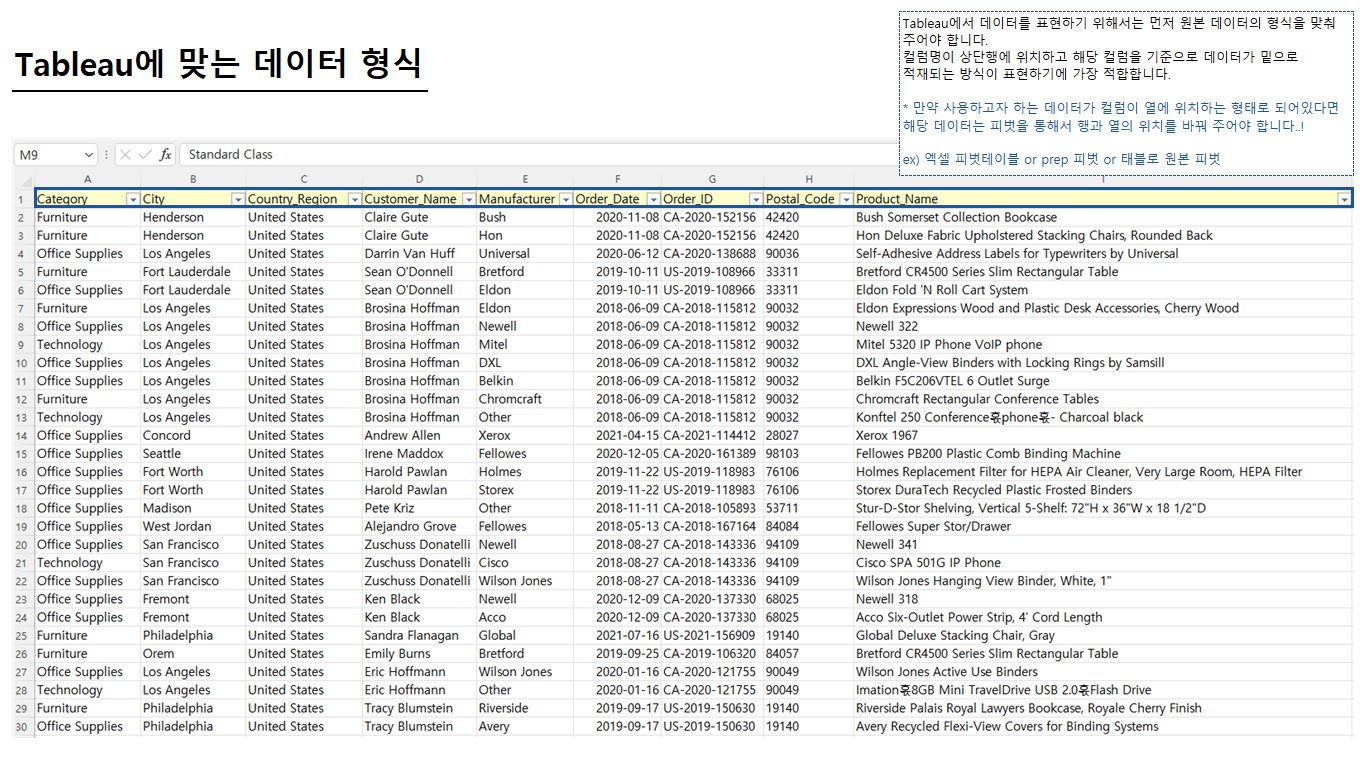 Tableau에서 데이터를 표현하기 위해서는 먼저 원본 데이터의 형식을 맞춰
주어야 합니다.
컬럼명이 상단행에 위치하고 해당 컬럼을 기준으로 데이터가 밑으로
적재되는 방식이 표현하기에 가장 적합합니다.
* 만약 사용하고자 하는 데이터가 컬럼이 열에 위치하는 형태로 되어있다면
해당 데이터는 피벗을 통해서 행과 열의 위치를 바꿔 주어야 합니다..!
ex) 엑셀 피벗테이블 or prep 피벗 or 태블로 원본 피벗
Tableau에 맞는 데이터 형식
M9 fx Standard Class
A B C D E F G H I
1 Category City Country_Region Customer_Name Manufacturer Order_Date Order_ID Postal_Code Product_Name
2 Furniture Henderson United States Claire Gute Bush 2020-11-08 CA-2020-152156 42420 Bush Somerset Collection Bookcase
3 Furniture Henderson United States Claire Gute Hon 2020-11-08 CA-2020-152156 42420 Hon Deluxe Fabric Upholstered Stacking Chairs, Rounded Back
4 Office Supplies Los Angeles United States Darrin Van Huff Universal 2020-06-12 CA-2020-138688 90036 Self-Adhesive Address Labels for Typewriters by Universal
5 Furniture Fort Lauderdale United States Sean O'Donnell Bretford 2019-10-11 US-2019-108966 33311 Bretford CR4500 Series Slim Rectangular Table
6 Office Supplies Fort Lauderdale United States Sean O'Donnell Eldon 2019-10-11 US-2019-108966 33311 Eldon Fold 'N Roll Cart System
7 Furniture Los Angeles United States Brosina Hoffman Eldon 2018-06-09 CA-2018-115812 90032 Eldon Expressions Wood and Plastic Desk Accessories, Cherry Wood
8 Office Supplies Los Angeles United States Brosina Hoffman Newell 2018-06-09 CA-2018-115812 90032 Newell 322
9 Technology Los Angeles United States Brosina Hoffman Mitel 2018-06-09 CA-2018-115812 90032 Mitel 5320 IP Phone VoIP phone
10 Office Supplies Los Angeles United States Brosina Hoffman DXL 2018-06-09 CA-2018-115812 90032 DXL Angle-View Binders with Locking Rings by Samsill
11 Office Supplies Los Angeles United States Brosina Hoffman Belkin 2018-06-09 CA-2018-115812 90032 Belkin F5C206VTEL 6 Outlet Surge
12 Furniture Los Angeles United States Brosina Hoffman Chromcraft 2018-06-09 CA-2018-115812 90032 Chromcraft Rectangular Conference Tables
13 Technology Los Angeles United States Brosina Hoffman Other 2018-06-09 CA-2018-115812 90032 Konftel 250 Conference훣phone훣- Charcoal black
14 Office Supplies Concord United States Andrew Allen Xerox 2021-04-15 CA-2021-114412 28027 Xerox 1967
15 Office Supplies Seattle United States Irene Maddox Fellowes 2020-12-05 CA-2020-161389 98103 Fellowes PB200 Plastic Comb Binding Machine
16 Office Supplies Fort Worth United States Harold Pawlan Holmes 2019-11-22 US-2019-118983 76106 Holmes Replacement Filter for HEPA Air Cleaner, Very Large Room, HEPA Filter
17 Office Supplies Fort Worth United States Harold Pawlan Storex 2019-11-22 US-2019-118983 76106 Storex DuraTech Recycled Plastic Frosted Binders
18 Office Supplies Madison United States Pete Kriz Other 2018-11-11 CA-2018-105893 53711 Stur-D-Stor Shelving, Vertical 5-Shelf: 72"H x 36"W x 18 1/2"D
19 Office Supplies West Jordan United States Alejandro Grove Fellowes 2018-05-13 CA-2018-167164 84084 Fellowes Super Stor/Drawer
20 Office Supplies San Francisco United States Zuschuss Donatelli Newell 2018-08-27 CA-2018-143336 94109 Newell 341
21 Technology San Francisco United States Zuschuss Donatelli Cisco 2018-08-27 CA-2018-143336 94109 Cisco SPA 501G IP Phone
22 Office Supplies San Francisco United States Zuschuss Donatelli Wilson Jones 2018-08-27 CA-2018-143336 94109 Wilson Jones Hanging View Binder, White, 1"
23 Office Supplies Fremont United States Ken Black Newell 2020-12-09 CA-2020-137330 68025 Newell 318
24 Office Supplies Fremont United States Ken Black Acco 2020-12-09 CA-2020-137330 68025 Acco Six-Outlet Power Strip, 4' Cord Length
25 Furniture Philadelphia United States Sandra Flanagan Global 2021-07-16 US-2021-156909 19140 Global Deluxe Stacking Chair, Gray
26 Furniture Orem United States Emily Burns Bretford 2019-09-25 CA-2019-106320 84057 Bretford CR4500 Series Slim Rectangular Table
27 Office Supplies Los Angeles United States Eric Hoffmann Wilson Jones 2020-01-16 CA-2020-121755 90049 Wilson Jones Active Use Binders
28 Technology Los Angeles United States Eric Hoffmann Other 2020-01-16 CA-2020-121755 90049 Imation훣8GB Mini TravelDrive USB 2.0훣Flash Drive
29 Furniture Philadelphia United States Tracy Blumstein Riverside 2019-09-17 US-2019-150630 19140 Riverside Palais Royal Lawyers Bookcase, Royale Cherry Finish
30 Office Supplies Philadelphia United States Tracy Blumstein Avery 2019-09-17 US-2019-150630 19140 Avery Recycled Flexi-View Covers for Binding Systems